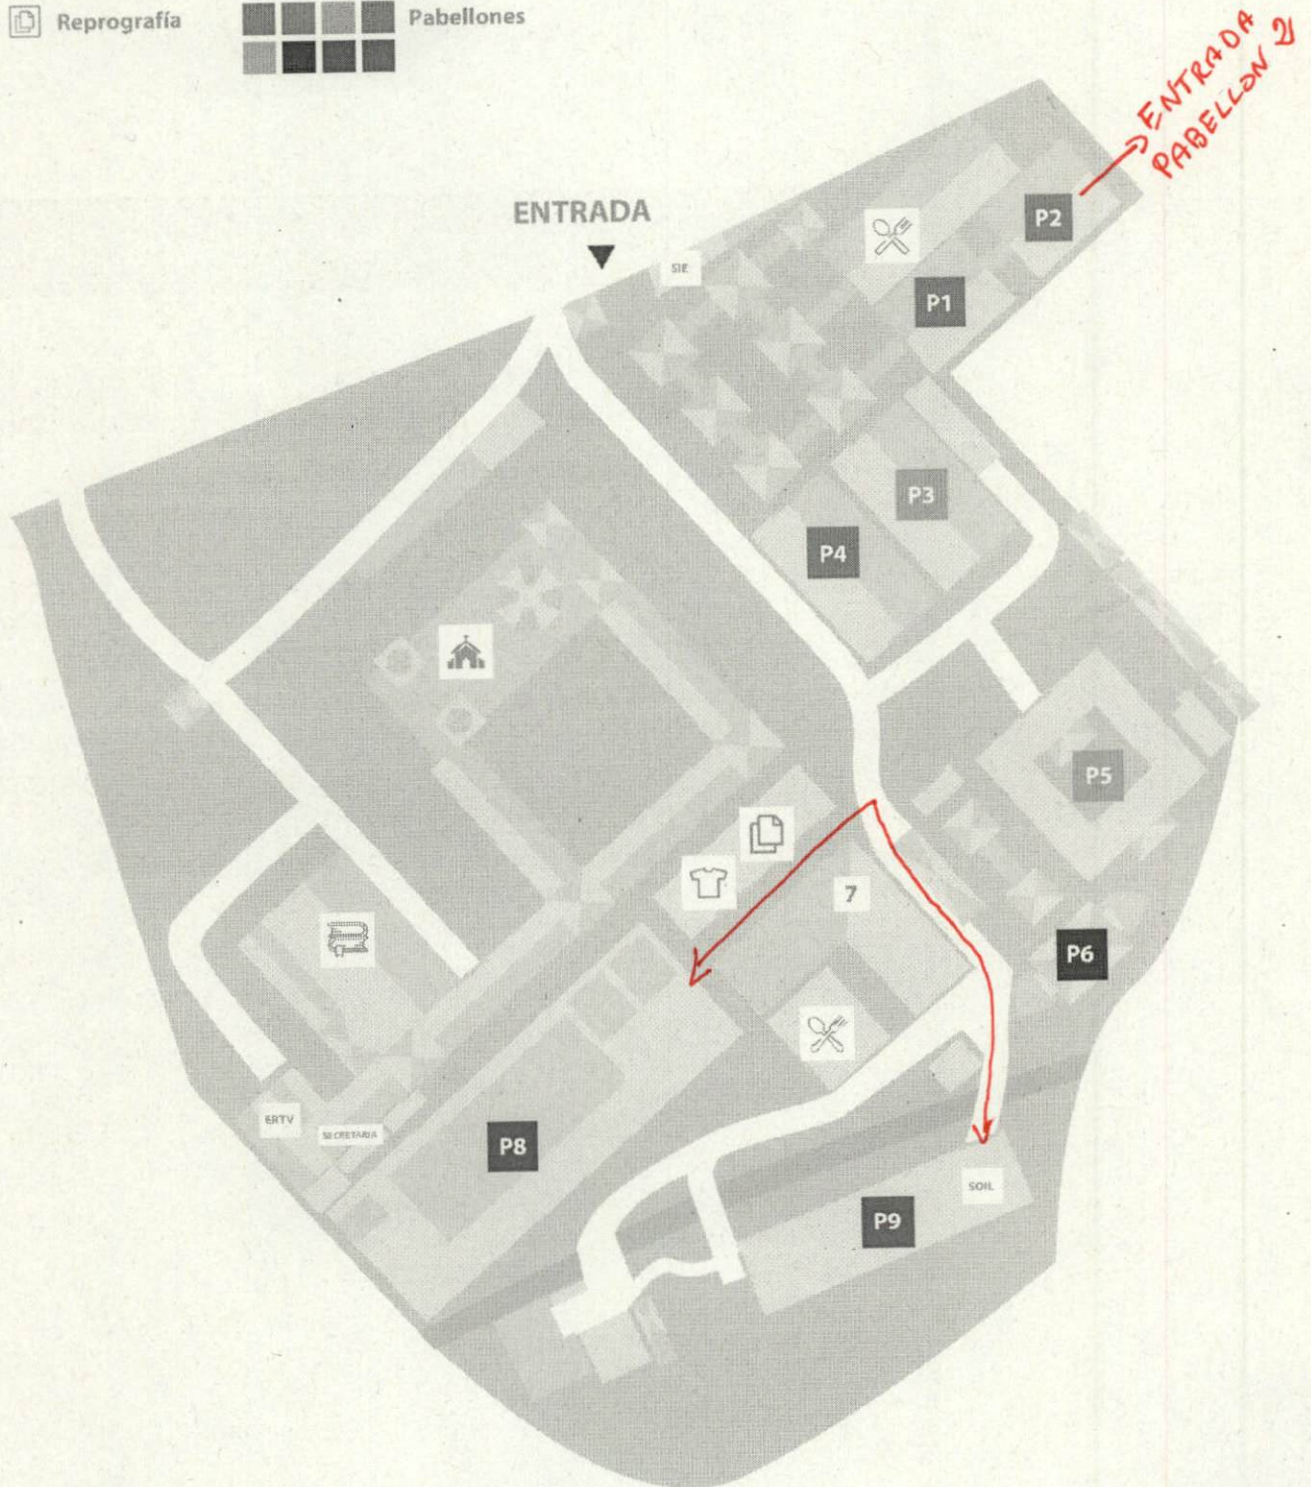 Reprografía
Pabellones
ENTRADA
PABELLON 2
ENTRADA
SIE
P2
P1
P3
P4
P5
7
P6
ERTV
SECRETARIA
P8
SOIL
P9